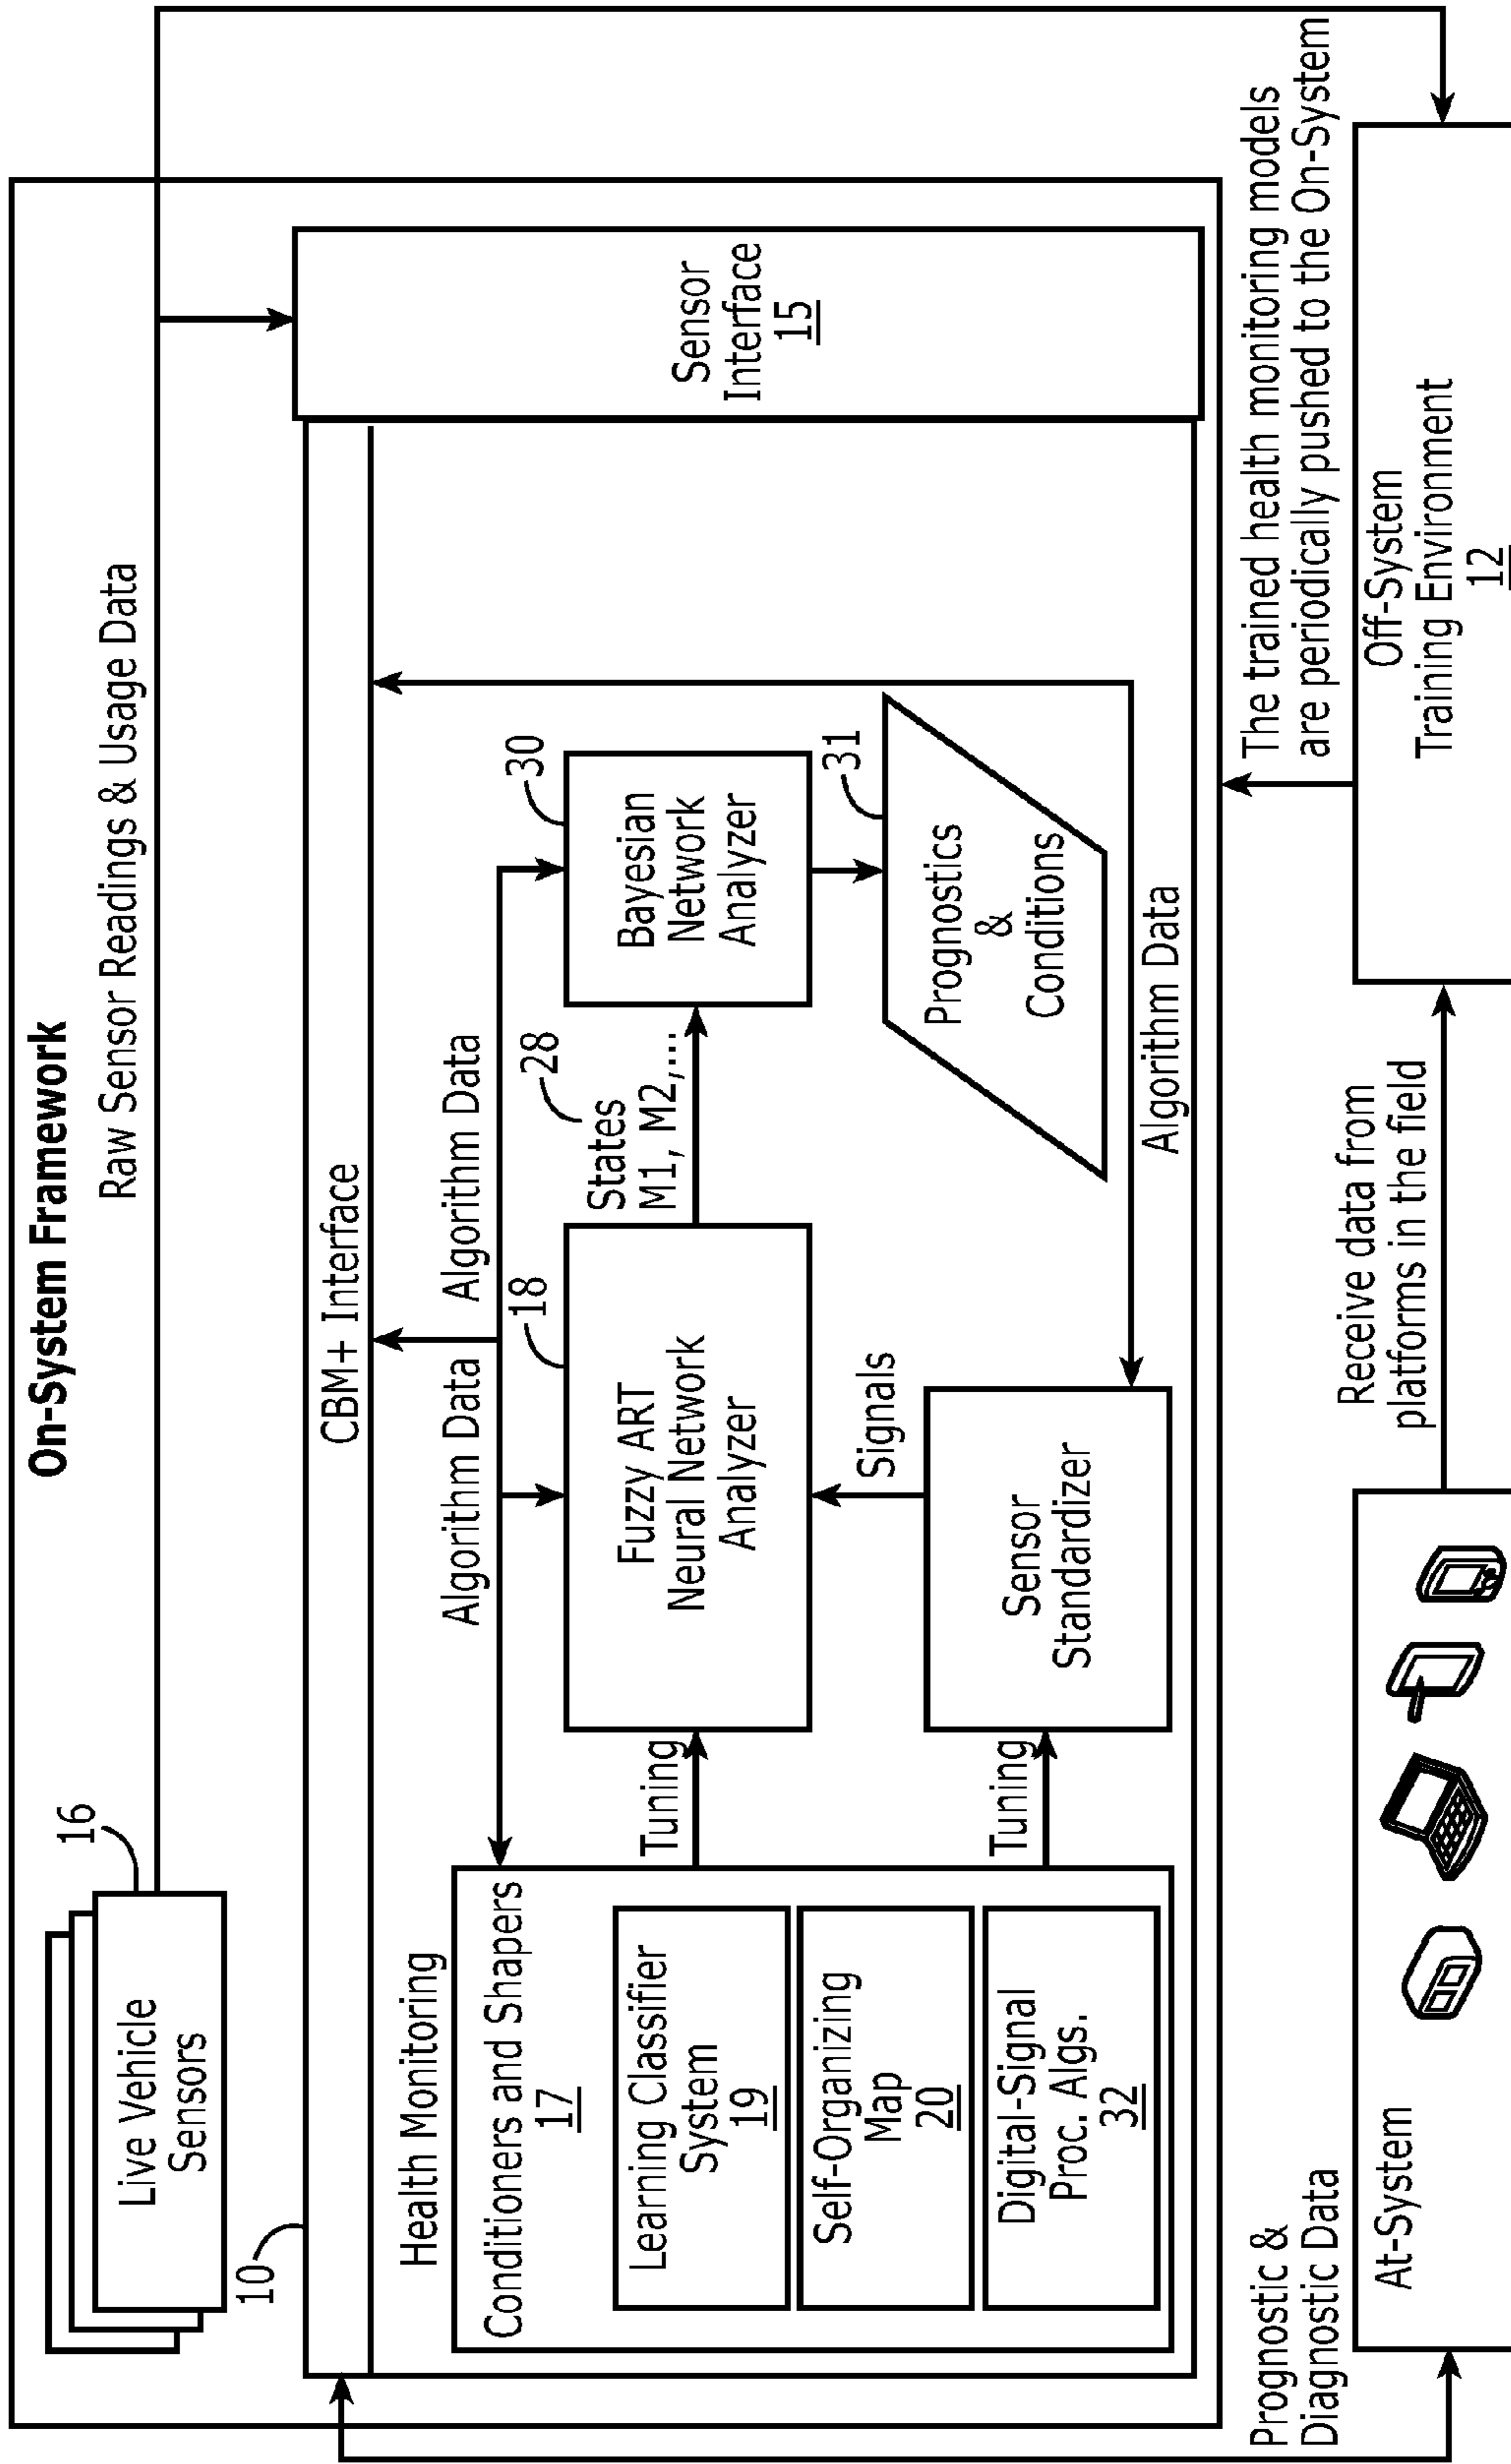 On-System Framework
16
Live Vehicle
Sensors
Raw Sensor Readings & Usage Data
10
CBM+ Interface
Sensor
Interface
15
Health Monitoring
Algorithm Data
Algorithm Data
Conditioners and Shapers
17
Learning Classifier
System
19
Self-Organizing
Map
20
Digital-Signal
Proc. Algs.
32
Tuning
Tuning
18
Fuzzy ART
Neural Network
Analyzer
States
28
M1, M2,...
30
Bayesian
Network
Analyzer
Signals
Sensor
Standardizer
31
Prognostics
&
Conditions
Algorithm Data
Prognostic &
Diagnostic Data
At-System
Receive data from
platforms in the field
The trained health monitoring models
are periodically pushed to the On-System
Off-System
Training Environment
12